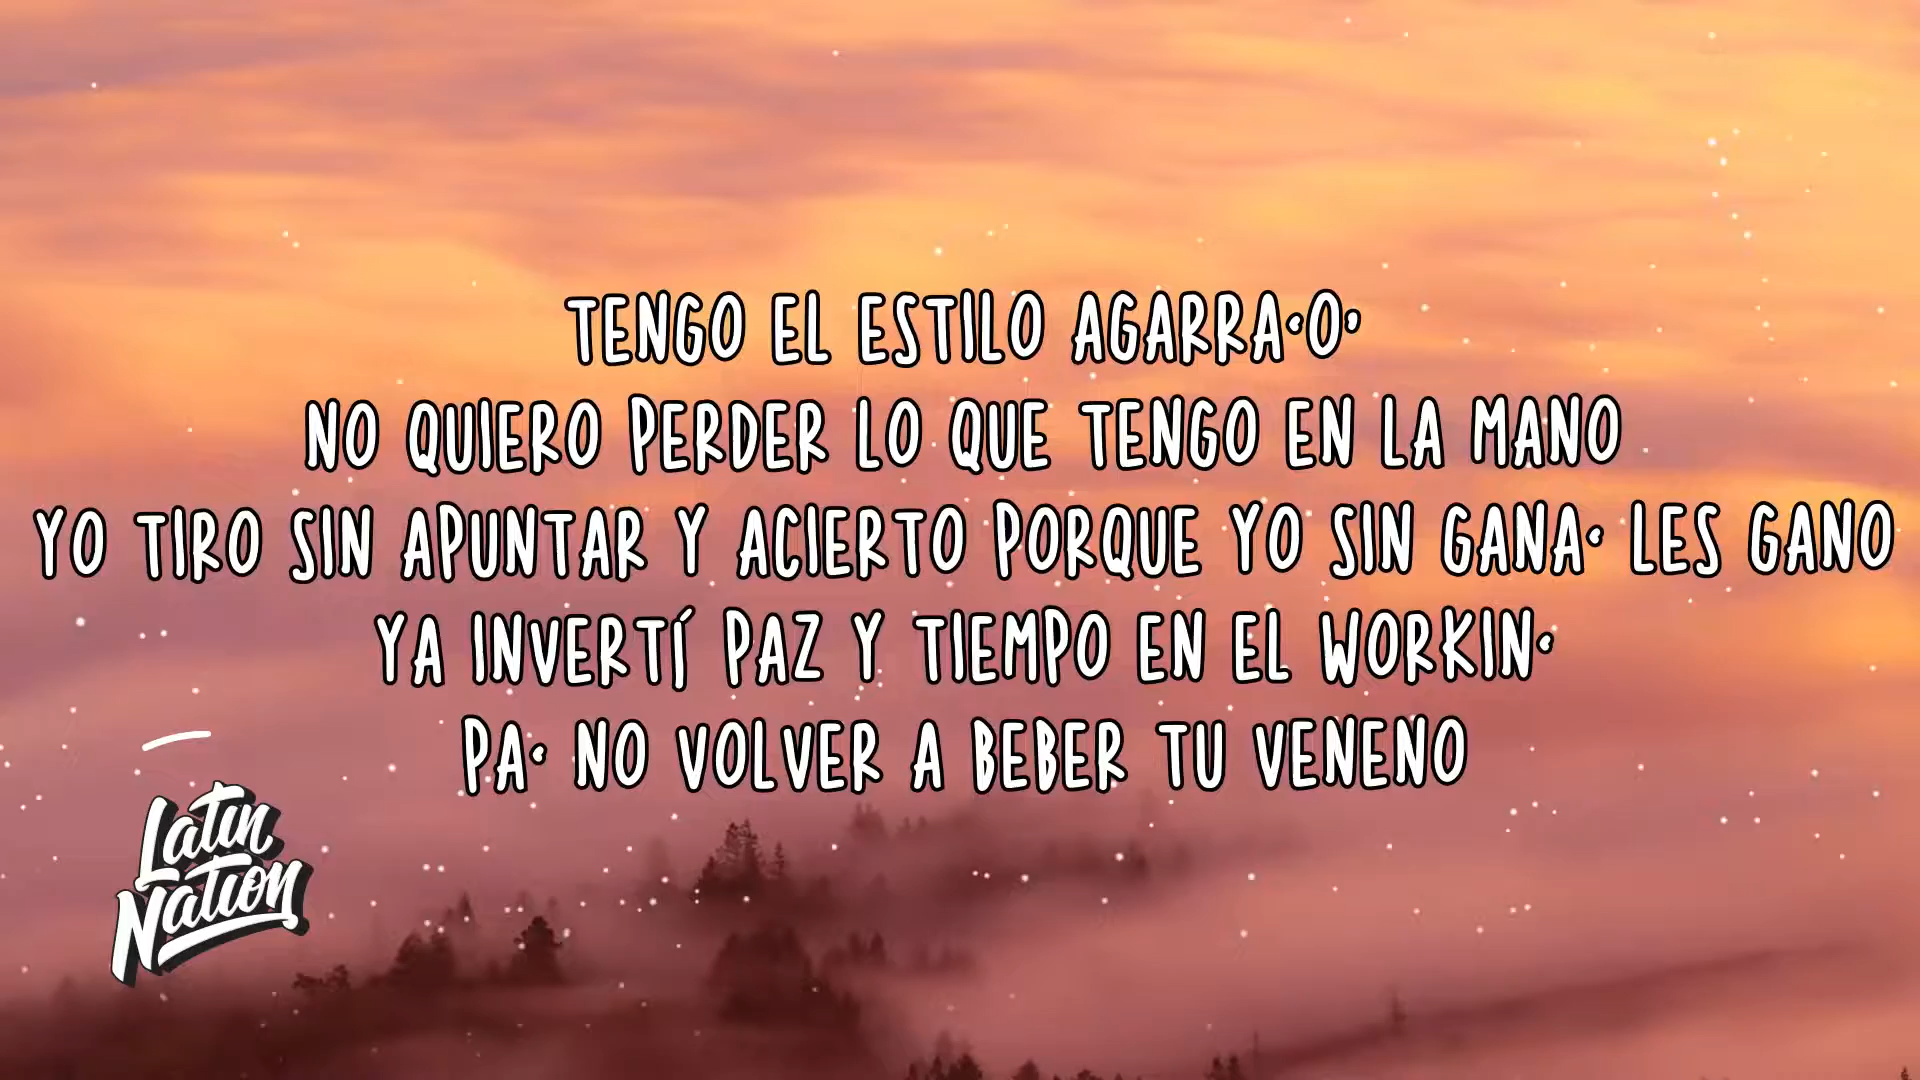 TENGO EL ESTILO AGARRA'O'
NO QUIERO PERDER LO QUE TENGO EN LA MANO
YO TIRO SIN APUNTAR Y ACIERTO PORQUE YO SIN GANA' LES GANO
YA INVERTÍ PAZ Y TIEMPO EN EL WORKIN'
PA' NO VOLVER A BEBER TU VENENO
Latin
Nation